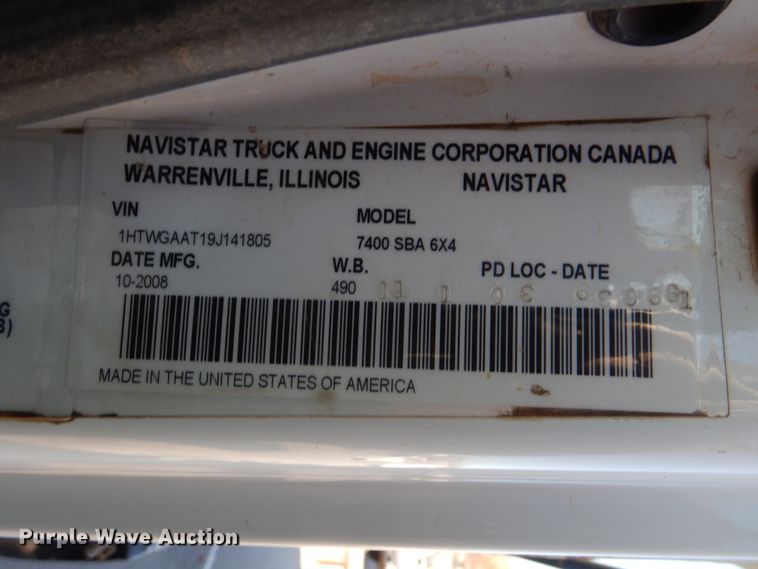 NAVISTAR TRUCK AND ENGINE CORPORATION CANADA
WARRENVILLE, ILLINOIS NAVISTAR
VIN MODEL
1HTWGAAT19J141805 7400 SBA 6X4
DATE MFG. W.B. PD LOC - DATE
10-2008 490
G
3)
MADE IN THE UNITED STATES OF AMERICA
Purple Wave Auction